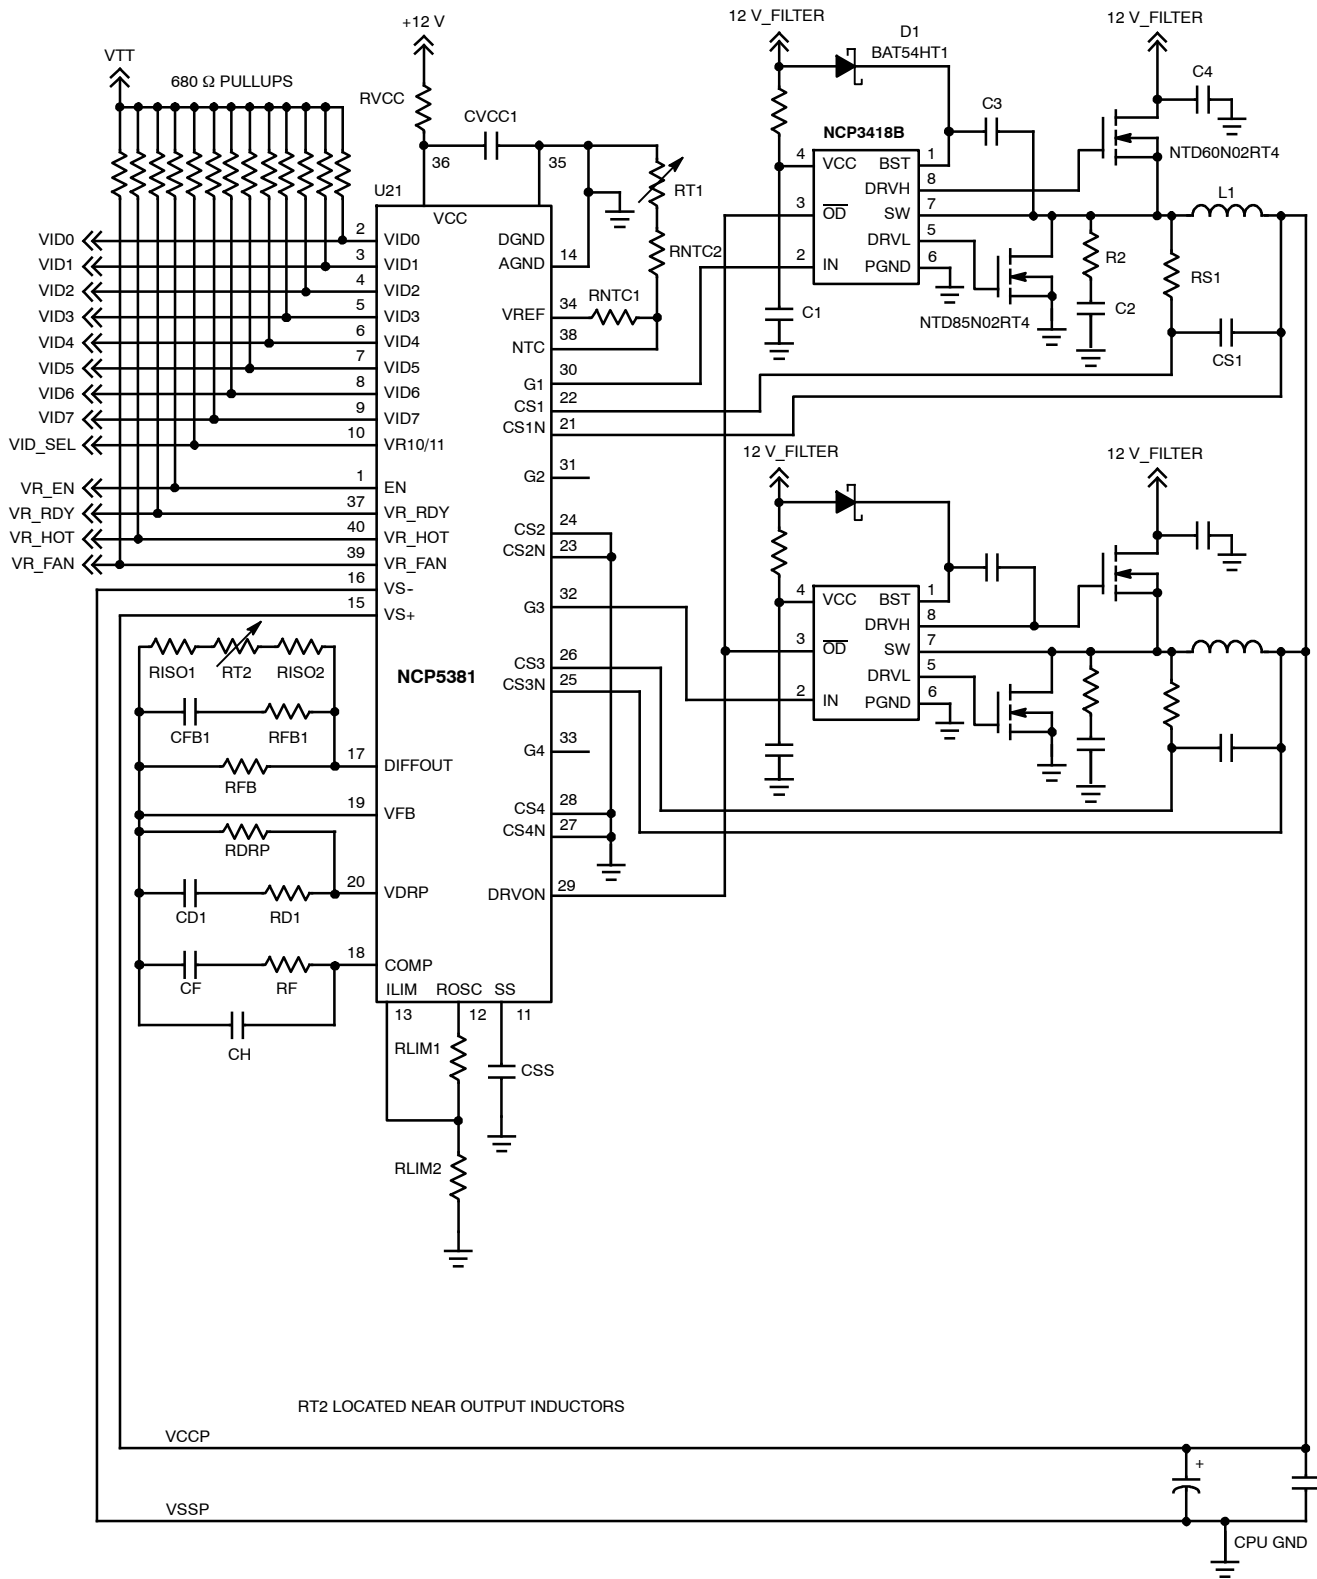 +12 V
12 V_FILTER
D1
BAT54HT1
12 V_FILTER
VTT
680 Ω PULLUPS
RVCC
CVCC1
C3
C4
NCP3418B
NTD60N02RT4
36
35
RT1
U21
VCC
4
VCC
BST
1
DRVH
8
3
OD
SW
7
L1
DRVL
5
2
IN
PGND
6
R2
RS1
C1
NTD85N02RT4
C2
CS1
VID0
2
VID0
DGND
VID1
3
VID1
AGND
14
RNTC2
VID2
4
VID2
RNTC1
VID3
5
VID3
VREF
34
VID4
6
VID4
NTC
38
VID5
7
VID5
G1
30
VID6
8
VID6
CS1
22
VID7
9
VID7
CS1N
21
VID_SEL
10
VR10/11
12 V_FILTER
12 V_FILTER
G2
31
VR_EN
1
EN
VR_RDY
37
VR_RDY
CS2
24
VR_HOT
40
VR_HOT
CS2N
23
VR_FAN
39
VR_FAN
16
VS-
15
VS+
G3
32
4
VCC
BST
1
DRVH
8
3
OD
SW
7
DRVL
5
2
IN
PGND
6
RISO1
RT2
RISO2
NCP5381
CS3
26
CS3N
25
CFB1
RFB1
G4
33
17
DIFFOUT
RFB
19
VFB
CS4
28
CS4N
27
RDRP
20
VDRP
DRVON
29
CD1
RD1
18
COMP
CF
RF
ILIM
ROSC
SS
13
12
11
CH
RLIM1
CSS
RLIM2
RT2 LOCATED NEAR OUTPUT INDUCTORS
VCCP
+
VSSP
CPU GND